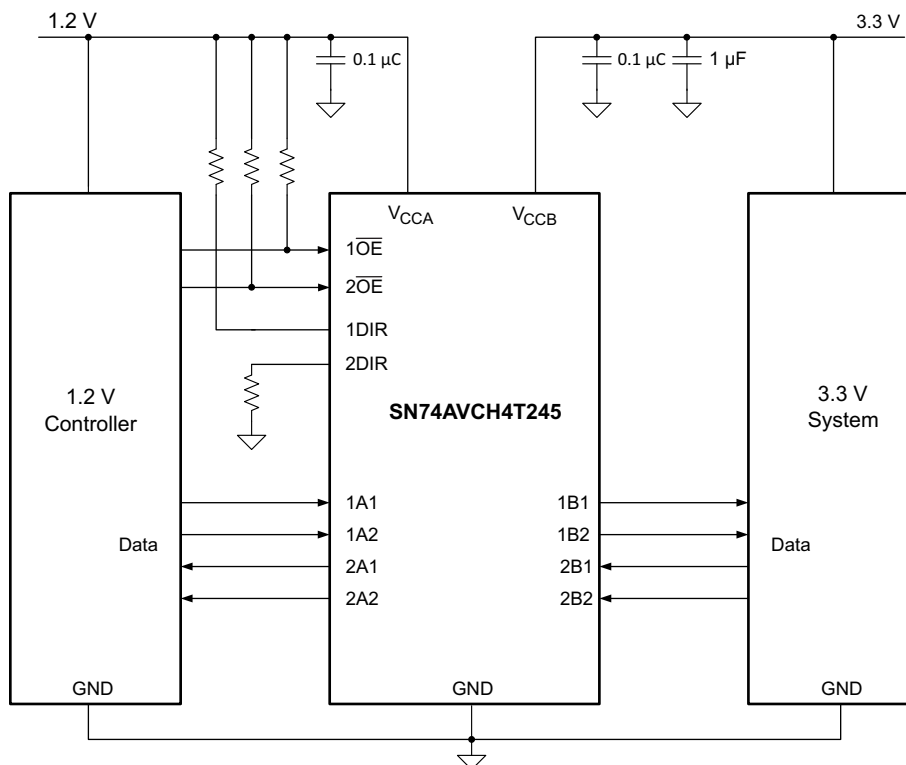 1.2 V
3.3 V
0.1 µC
0.1 µC
1 µF
VCCA
VCCB
1OE
2OE
1DIR
2DIR
SN74AVCH4T245
1.2 V
Controller
3.3 V
System
1A1
1B1
1A2
1B2
Data
Data
2A1
2B1
2A2
2B2
GND
GND
GND